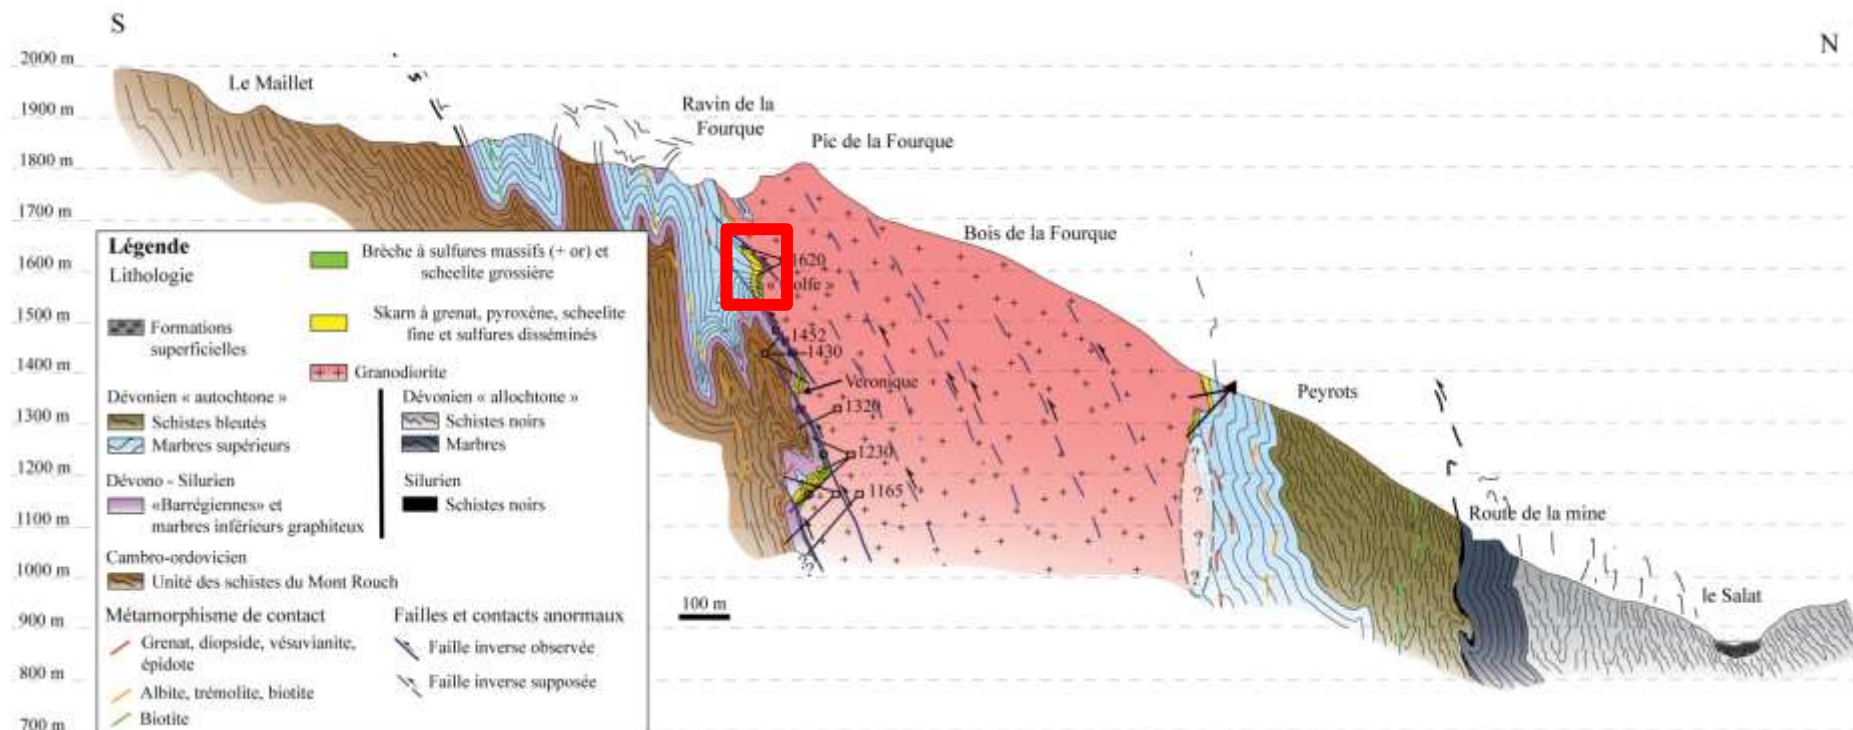 S
N
2000 m
1900 m
1800 m
1700 m
1600 m
1500 m
1400 m
1300 m
1200 m
1100 m
1000 m
900 m
800 m
700 m
Le Maillet
Ravin de la
Fourque
Pic de la Fourque
Bois de la Fourque
Peyrots
Route de la mine
le Salat
1620
1452
1430
Veronique
1320
1230
1165
?
?
?
?
?
100 m
Légende
Lithologie
Formations
superficielles
Brèche à sulfures massifs (+ or) et
scheelite grossière
Skarn à grenat, pyroxène, scheelite
fine et sulfures disséminés
Granodiorite
Dévonien « autochtone »
Schistes bleutés
Marbres supérieurs
Dévono - Silurien
«Barrégiennes» et
marbres inférieurs graphiteux
Dévonien « allochtone »
Schistes noirs
Marbres
Silurien
Schistes noirs
Cambro-ordovicien
Unité des schistes du Mont Rouch
Métamorphisme de contact
Grenat, diopside, vésuvianite,
épidote
Albite, trémolite, biotite
Biotite
Failles et contacts anormaux
Faille inverse observée
Faille inverse supposée